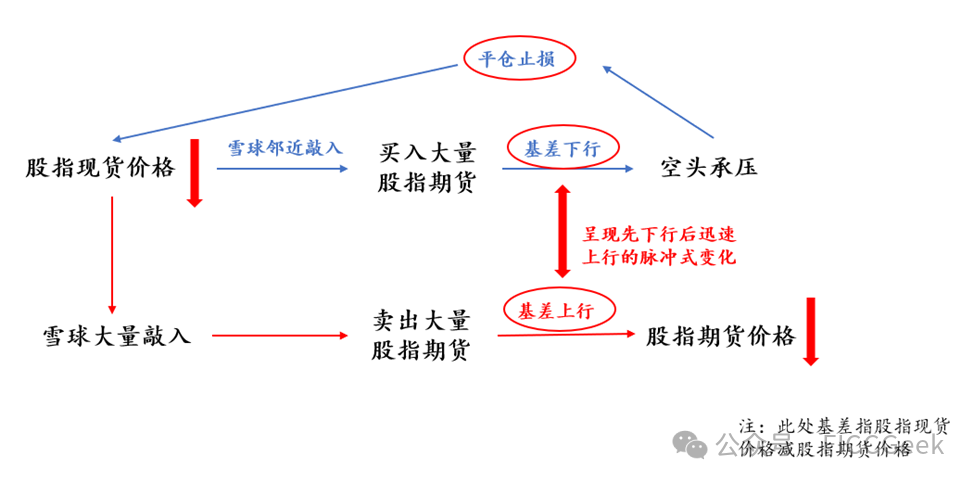 平仓止损
股指现货价格
雪球邻近敲入
买入大量
股指期货
基差下行
空头承压
呈现先下行后迅速
上行的脉冲式变化
雪球大量敲入
卖出大量
股指期货
基差上行
股指期货价格
注：此处基差指股指现货
价格减股指期货价格
公众号 · FICCGeek